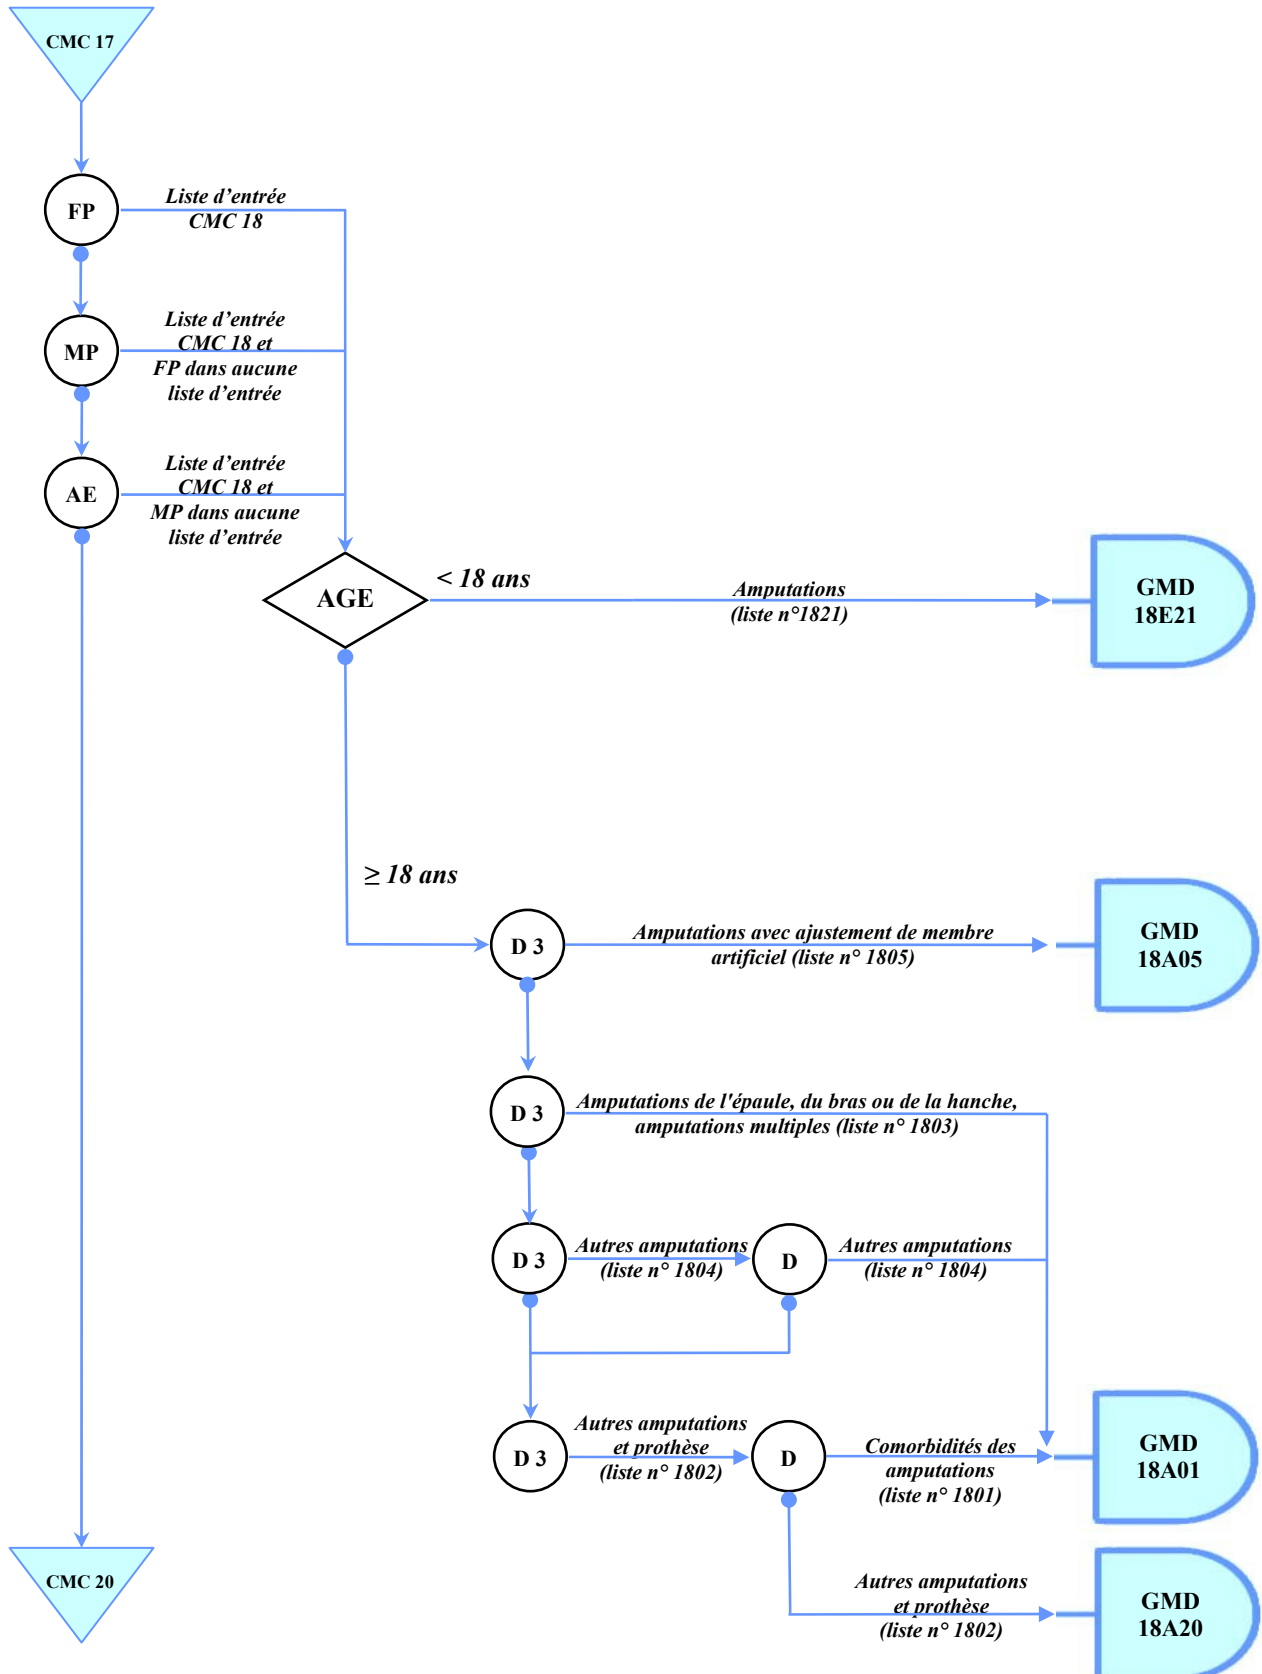 CMC 17
FP
Liste d'entrée
CMC 18
MP
Liste d'entrée
CMC 18 et
FP dans aucune
liste d'entrée
AE
Liste d'entrée
CMC 18 et
MP dans aucune
liste d'entrée
AGE
< 18 ans
Amputations
(liste n°1821)
GMD
18E21
≥ 18 ans
D 3
Amputations avec ajustement de membre
artificiel (liste n° 1805)
GMD
18A05
D 3
Amputations de l'épaule, du bras ou de la hanche,
amputations multiples (liste n° 1803)
D 3
Autres amputations
(liste n° 1804)
D
Autres amputations
(liste n° 1804)
D 3
Autres amputations
et prothèse
(liste n° 1802)
D
Comorbidités des
amputations
(liste n° 1801)
GMD
18A01
CMC 20
Autres amputations
et prothèse
(liste n° 1802)
GMD
18A20